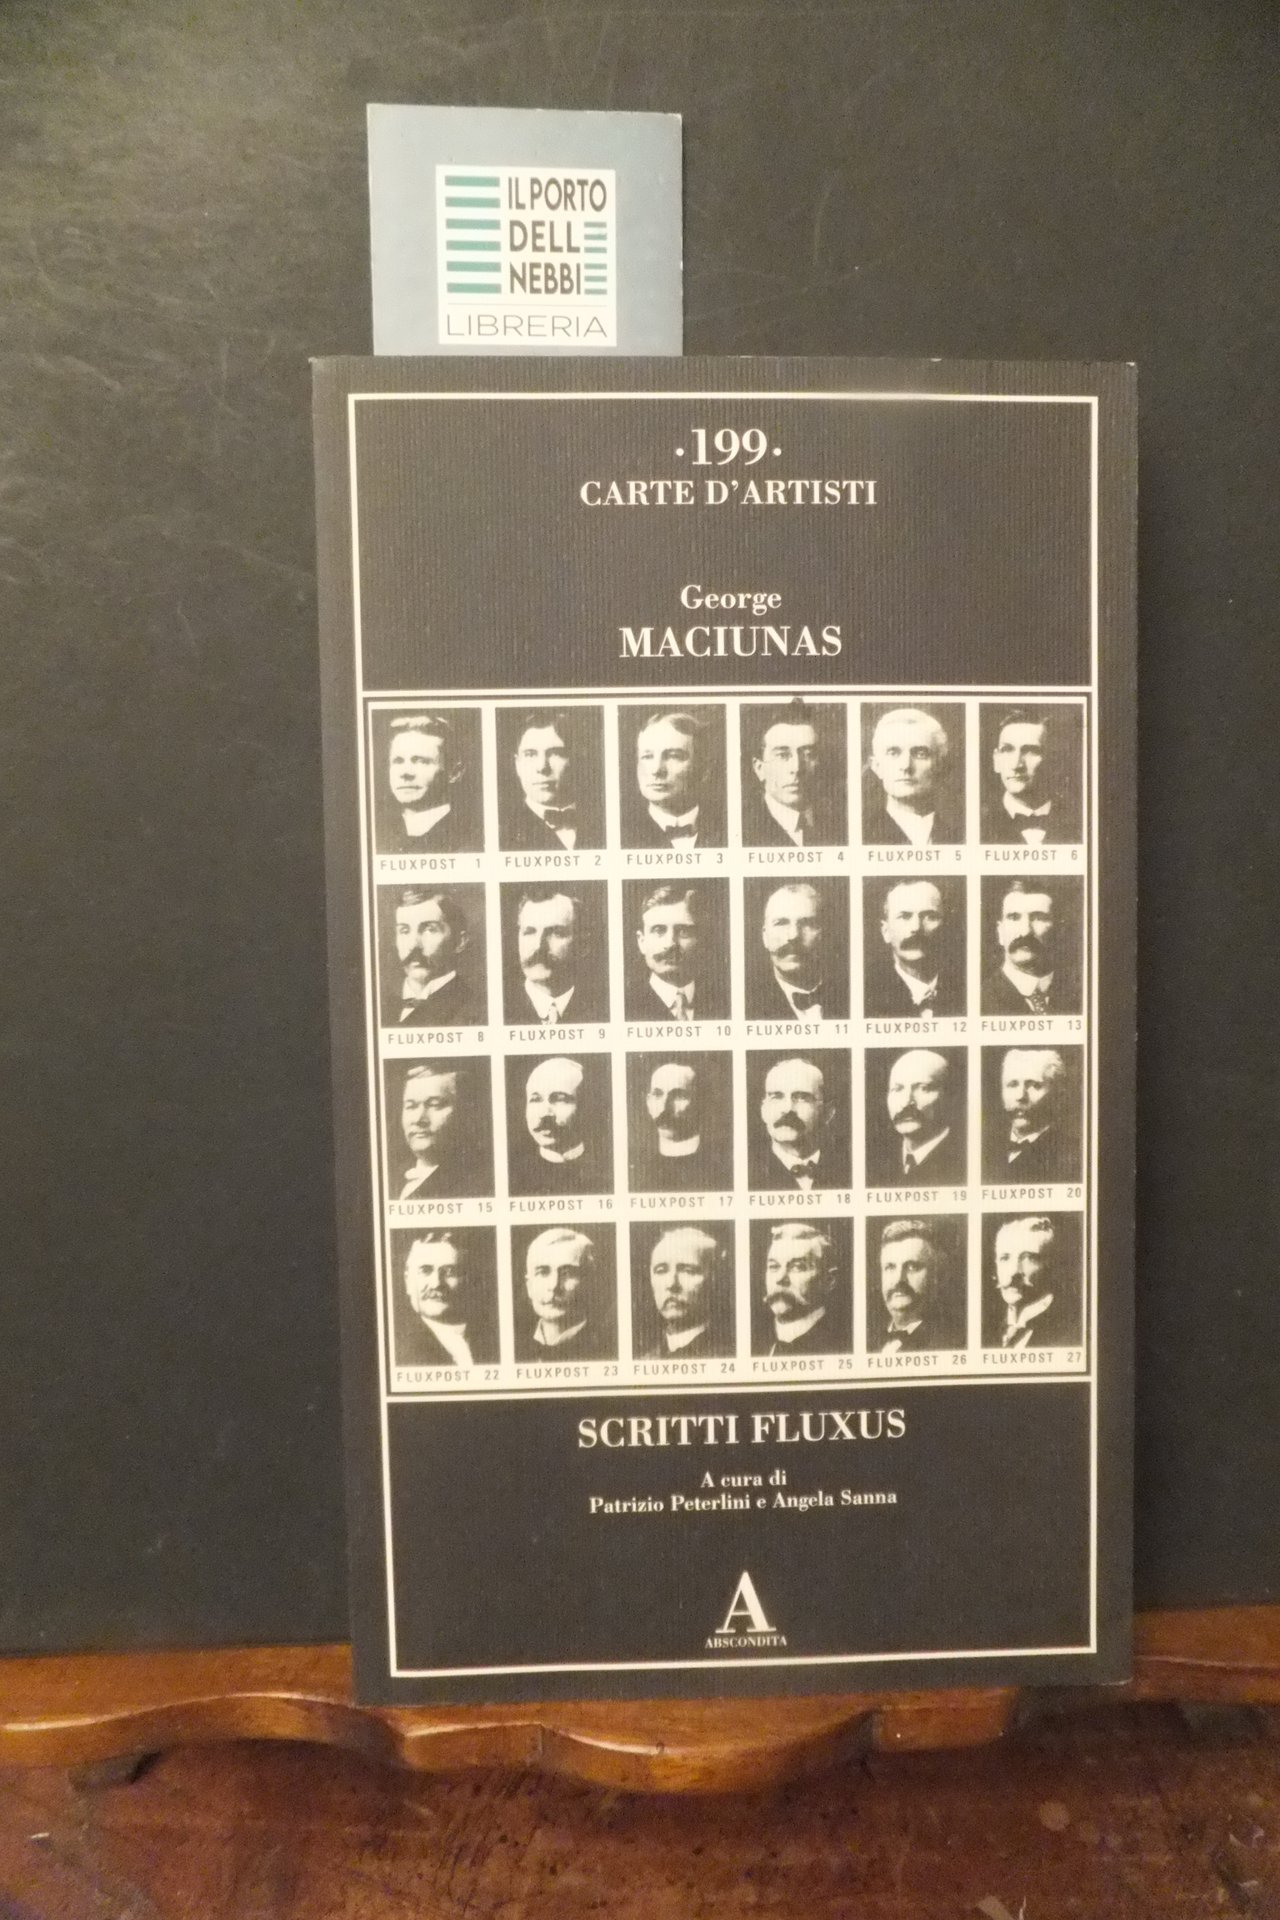 IL PORTO
DELLE
NEBBIE
LIBRERIA
·199·
CARTE D'ARTISTI
George
MACIUNAS
FLUXPOST 1 FLUXPOST 2 FLUXPOST 3 FLUXPOST 4 FLUXPOST 5 FLUXPOST 6
FLUXPOST 8 FLUXPOST 9 FLUXPOST 10 FLUXPOST 11 FLUXPOST 12 FLUXPOST 13
FLUXPOST 15 FLUXPOST 16 FLUXPOST 17 FLUXPOST 18 FLUXPOST 19 FLUXPOST 20
FLUXPOST 22 FLUXPOST 23 FLUXPOST 24 FLUXPOST 25 FLUXPOST 26 FLUXPOST 27
SCRITTI FLUXUS
A cura di
Patrizio Peterlini e Angela Sanna
A
ABSCONDITA